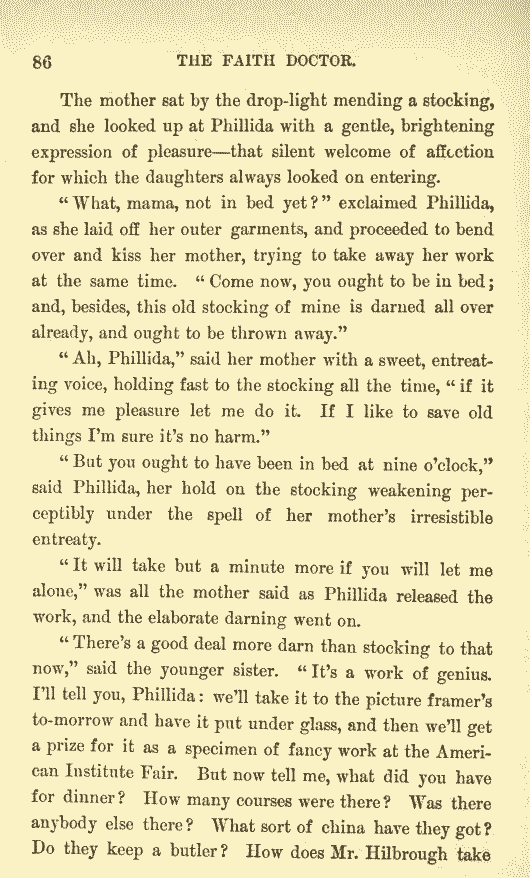 86 THE FAITH DOCTOR.
The mother sat by the drop-light mending a stocking,
and she looked up at Phillida with a gentle, brightening
expression of pleasure—that silent welcome of affection
for which the daughters always looked on entering.
“What, mama, not in bed yet?” exclaimed Phillida,
as she laid off her outer garments, and proceeded to bend
over and kiss her mother, trying to take away her work
at the same time. “Come now, you ought to be in bed;
and, besides, this old stocking of mine is darned all over
already, and ought to be thrown away.”
“Ah, Phillida,” said her mother with a sweet, entreat-
ing voice, holding fast to the stocking all the time, “if it
gives me pleasure let me do it. If I like to save old
things I’m sure it’s no harm.”
“But you ought to have been in bed at nine o’clock,”
said Phillida, her hold on the stocking weakening per-
ceptibly under the spell of her mother’s irresistible
entreaty.
“It will take but a minute more if you will let me
alone,” was all the mother said as Phillida released the
work, and the elaborate darning went on.
“There’s a good deal more darn than stocking to that
now,” said the younger sister. “It’s a work of genius.
I’ll tell you, Phillida: we’ll take it to the picture framer’s
to-morrow and have it put under glass, and then we’ll get
a prize for it as a specimen of fancy work at the Ameri-
can Institute Fair. But now tell me, what did you have
for dinner? How many courses were there? Was there
anybody else there? What sort of china have they got?
Do they keep a butler? How does Mr. Hilbrough take